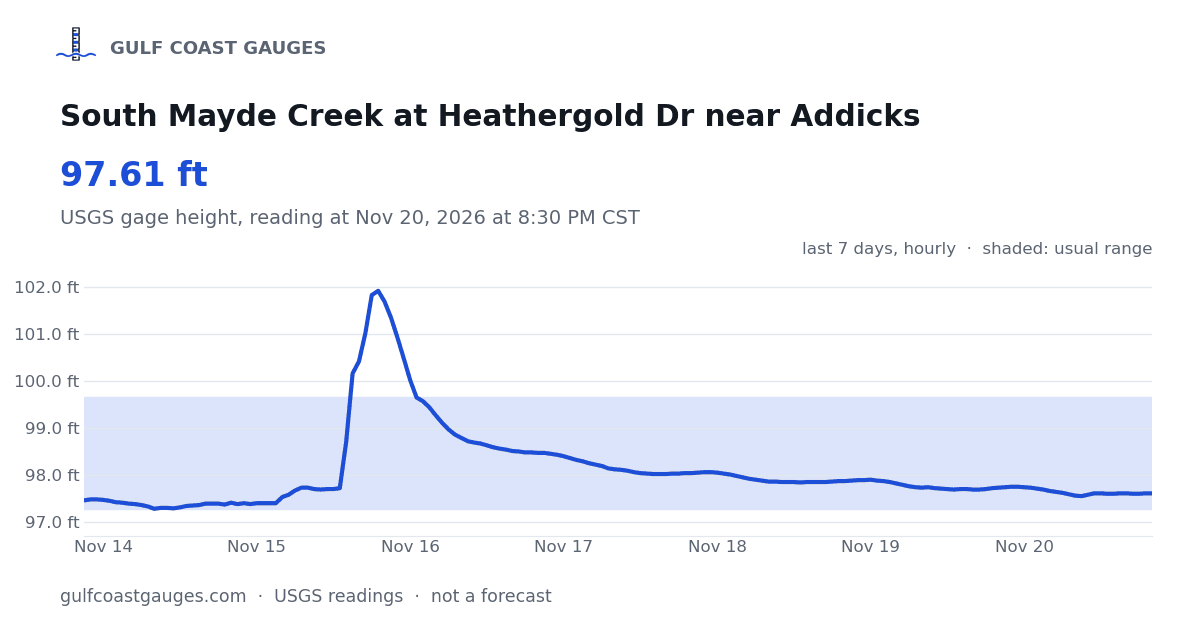 GULF COAST GAUGES
South Mayde Creek at Heathergold Dr near Addicks
97.61 ft
USGS gage height, reading at Nov 20, 2026 at 8:30 PM CST
last 7 days, hourly · shaded: usual range
102.0 ft
101.0 ft
100.0 ft
99.0 ft
98.0 ft
97.0 ft
Nov 14 Nov 15 Nov 16 Nov 17 Nov 18 Nov 19 Nov 20
gulfcoastgauges.com · USGS readings · not a forecast